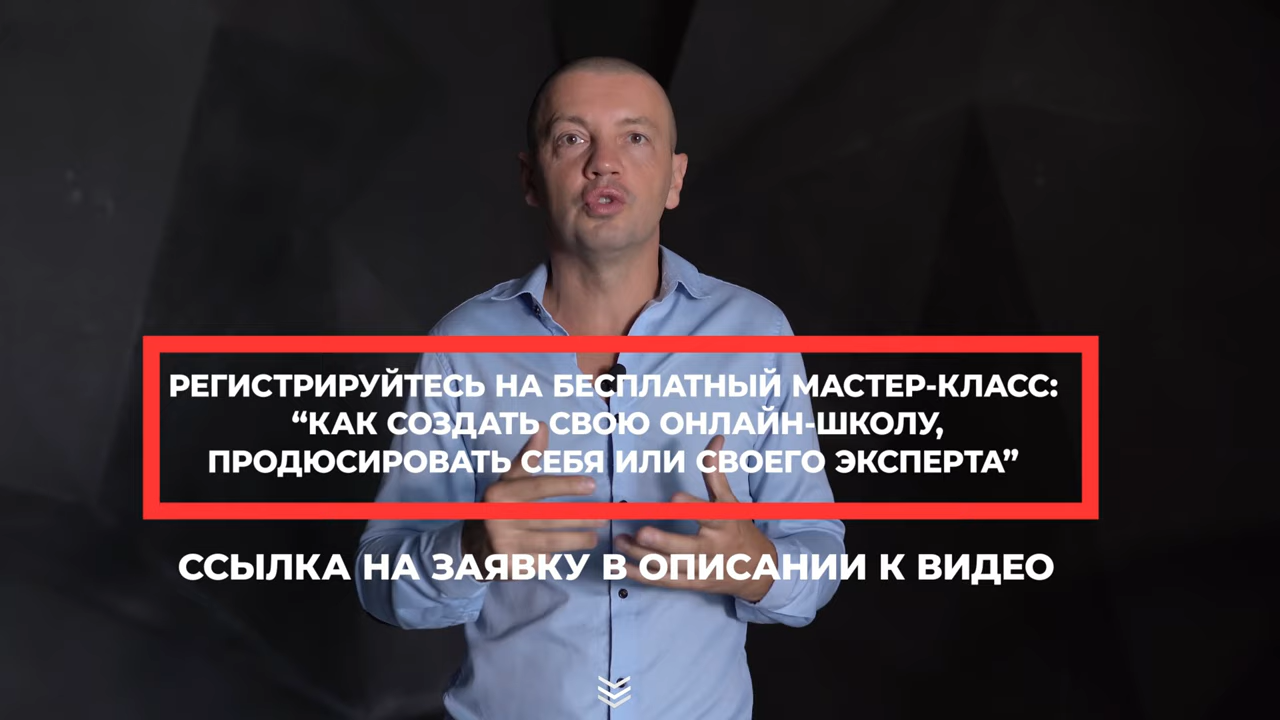 РЕГИСТРИРУЙТЕСЬ НА БЕСПЛАТНЫЙ МАСТЕР-КЛАСС:
“КАК СОЗДАТЬ СВОЮ ОНЛАЙН-ШКОЛУ,
ПРОДЮСИРОВАТЬ СЕБЯ ИЛИ СВОЕГО ЭКСПЕРТА”
ССЫЛКА НА ЗАЯВКУ В ОПИСАНИИ К ВИДЕО